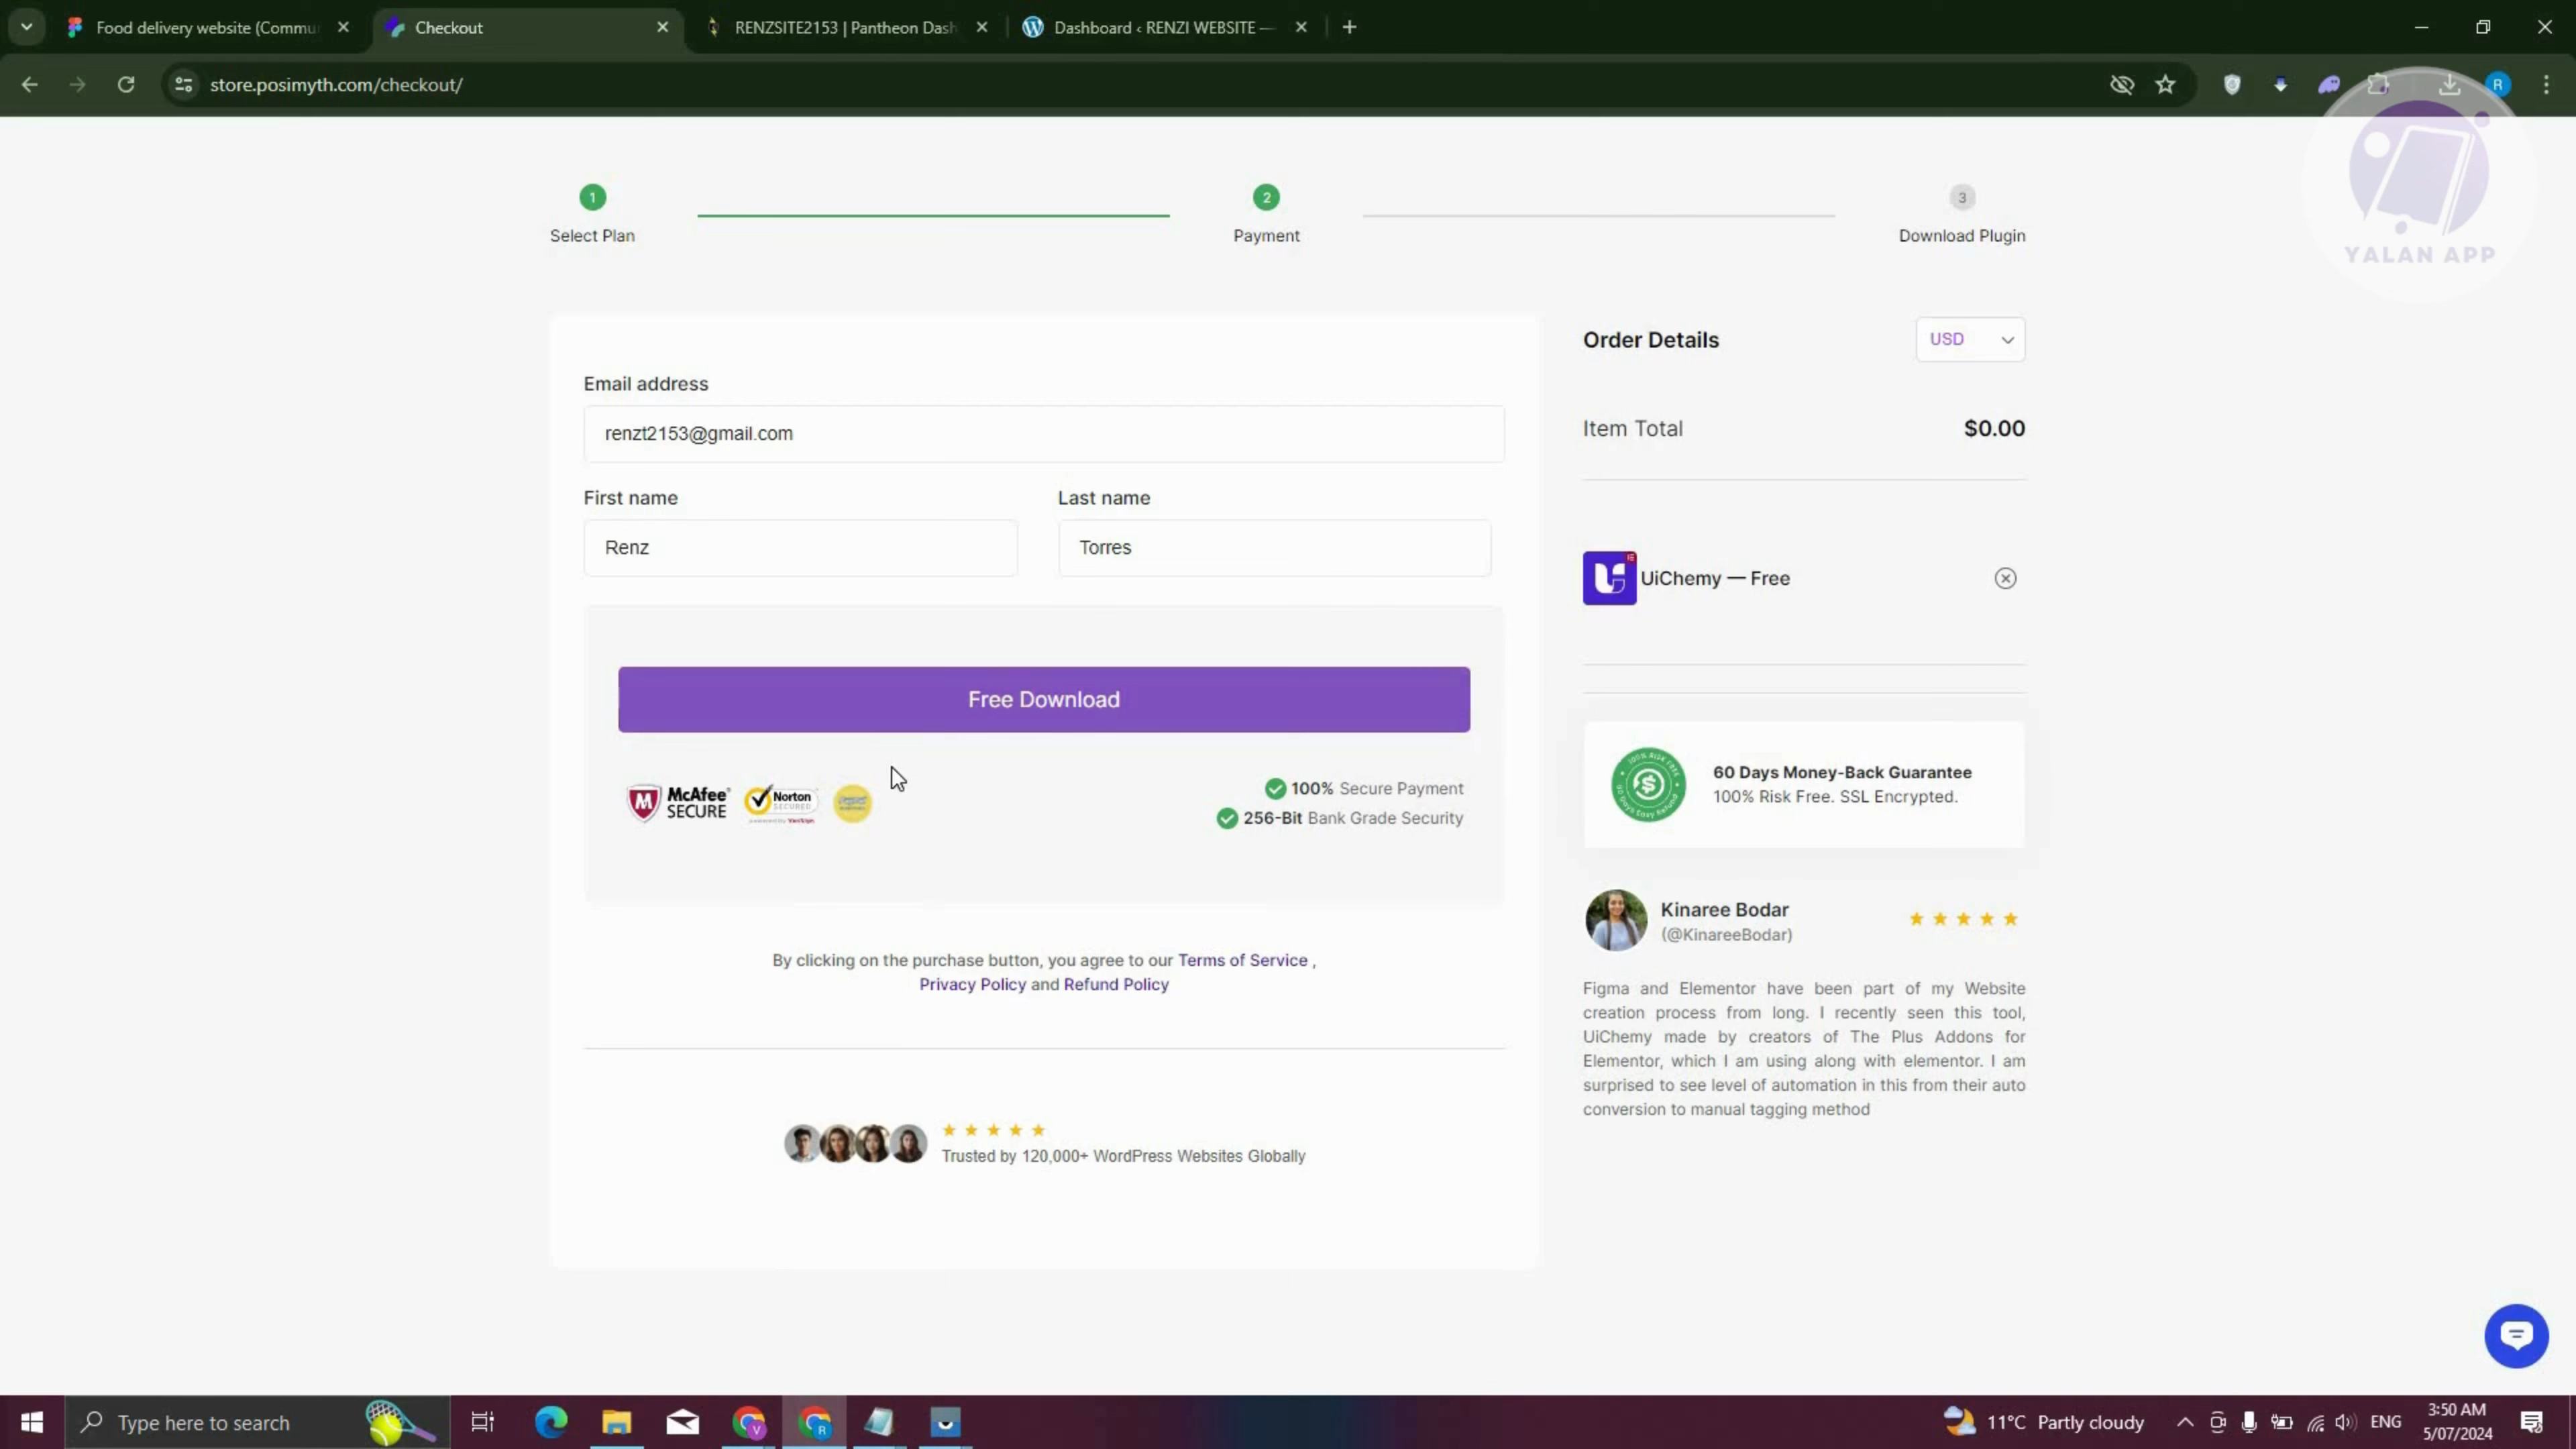 Food delivery website (Commu
Checkout
RENZSITE2153 | Pantheon Dash
Dashboard ‹ RENZI WEBSITE —
store.posimyth.com/checkout/
R
YALAN APP
1
Select Plan
2
Payment
3
Download Plugin
Email address
renzt2153@gmail.com
First name
Last name
Renz
Torres
Free Download
McAfee
SECURE
Norton
SECURED
powered by VeriSign
100% Secure Payment
256-Bit Bank Grade Security
By clicking on the purchase button, you agree to our Terms of Service ,
Privacy Policy and Refund Policy
Trusted by 120,000+ WordPress Websites Globally
Order Details
USD
Item Total
$0.00
UiChemy — Free
60 Days Money-Back Guarantee
100% Risk Free. SSL Encrypted.
Kinaree Bodar
(@KinareeBodar)
Figma and Elementor have been part of my Website
creation process from long. I recently seen this tool,
UiChemy made by creators of The Plus Addons for
Elementor, which I am using along with elementor. I am
surprised to see level of automation in this from their auto
conversion to manual tagging method
Type here to search
V
R
11°C Partly cloudy
ENG
3:50 AM
5/07/2024